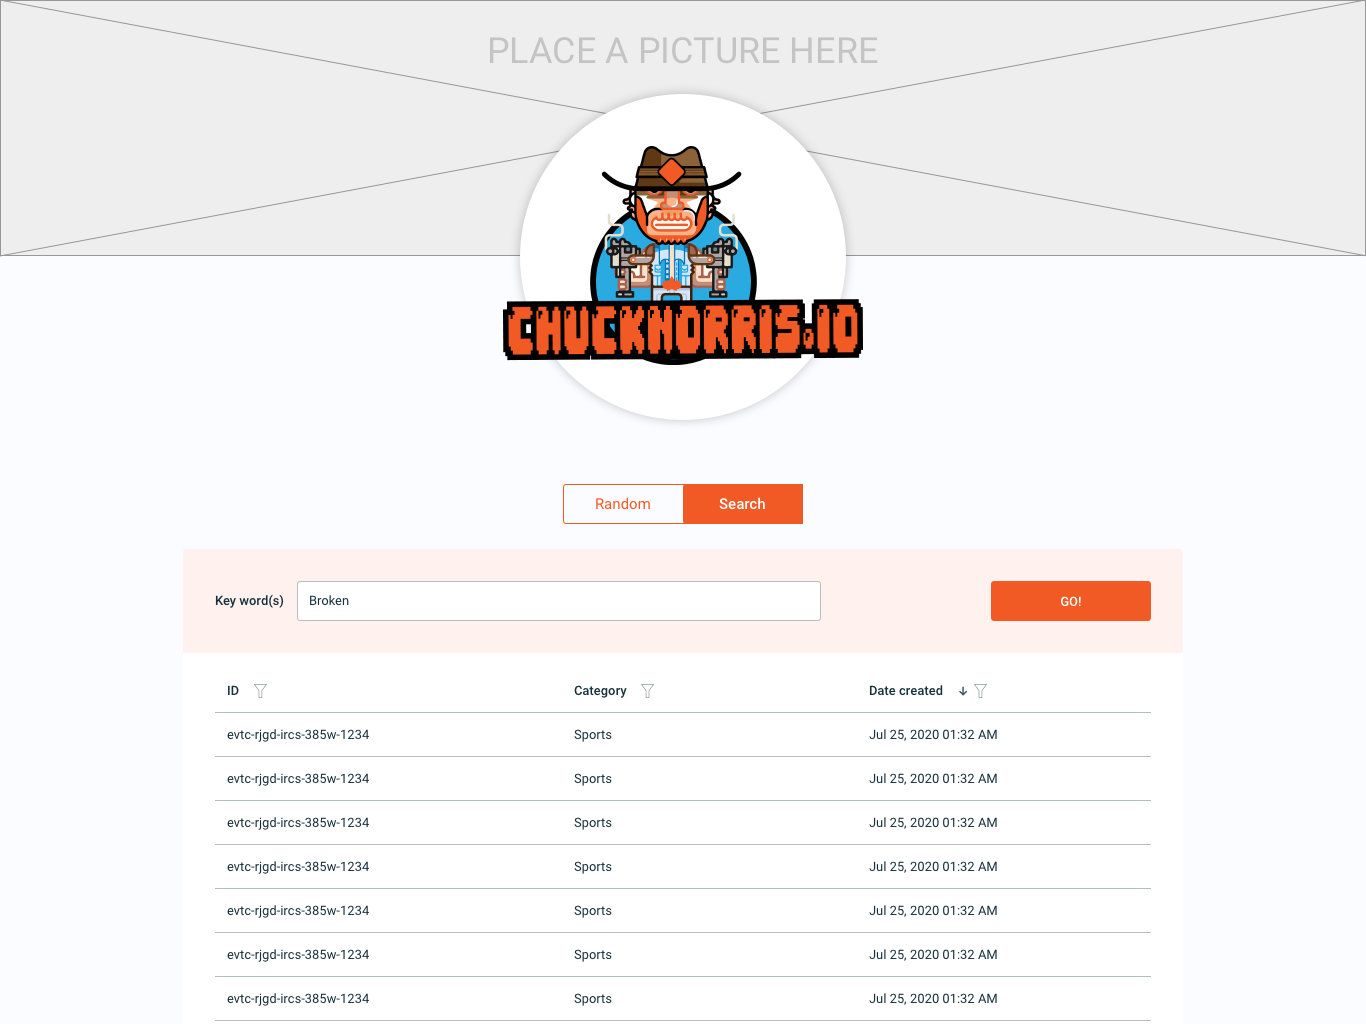 PLACE A PICTURE HERE
CHUCKNORRIS.IO
Random Search
Key word(s) Broken GO!
ID Category Date created
evtc-rjgd-ircs-385w-1234 Sports Jul 25, 2020 01:32 AM
evtc-rjgd-ircs-385w-1234 Sports Jul 25, 2020 01:32 AM
evtc-rjgd-ircs-385w-1234 Sports Jul 25, 2020 01:32 AM
evtc-rjgd-ircs-385w-1234 Sports Jul 25, 2020 01:32 AM
evtc-rjgd-ircs-385w-1234 Sports Jul 25, 2020 01:32 AM
evtc-rjgd-ircs-385w-1234 Sports Jul 25, 2020 01:32 AM
evtc-rjgd-ircs-385w-1234 Sports Jul 25, 2020 01:32 AM